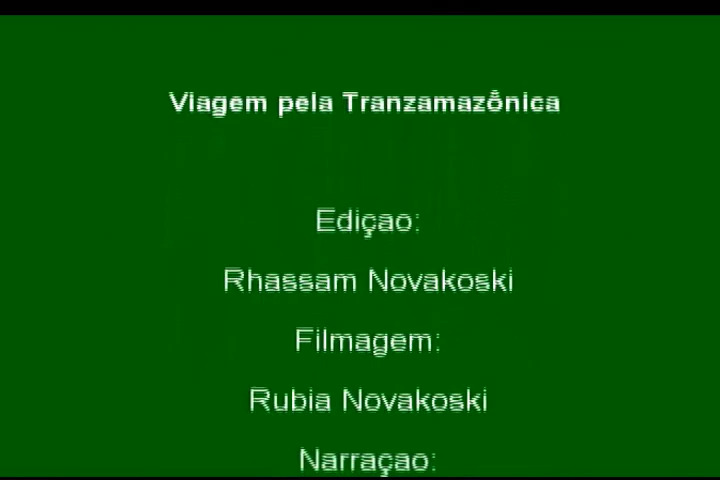 Viagem pela Tranzamazônica
Ediçao:
Rhassam Novakoski
Filmagem:
Rubia Novakoski
Narraçao: